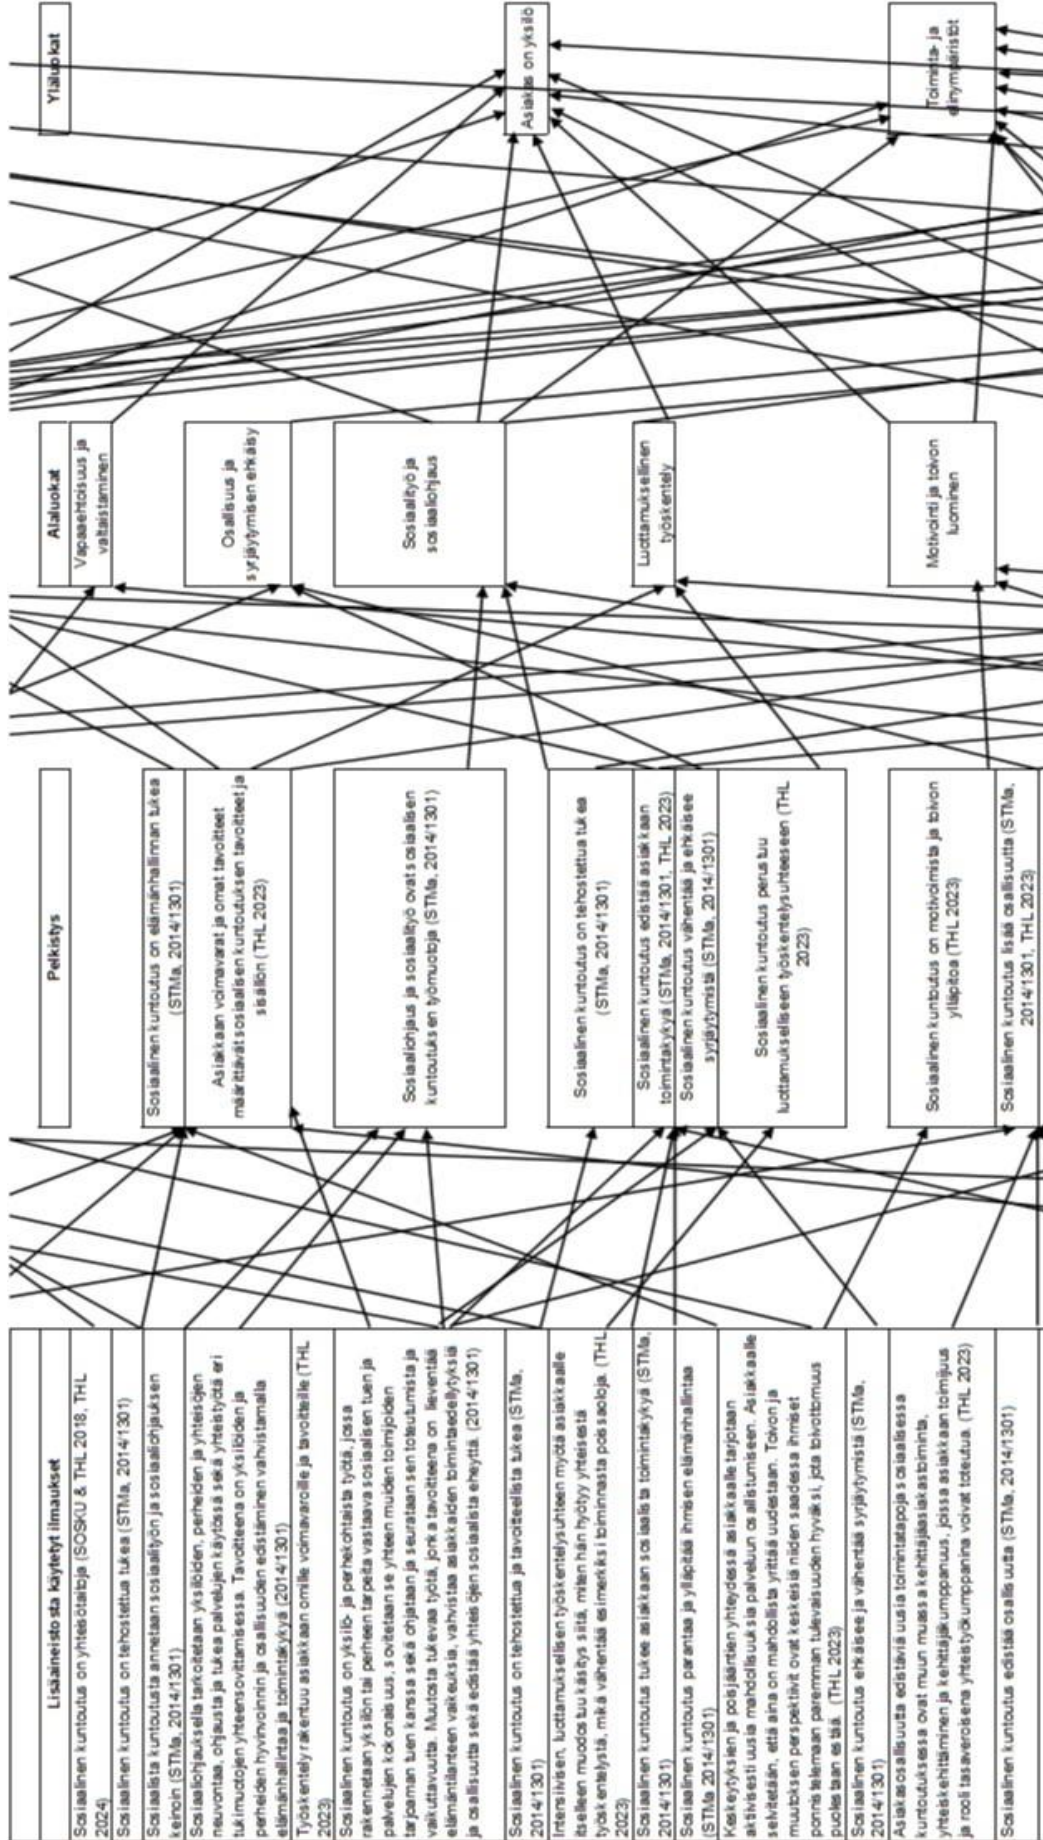 Lisäaineistosta käytetyt ilmaukset
Sosiaalinen kuntoutus on yhteisötaitoja (SOSKU & THL 2018, THL
2024)
Sosiaalinen kuntoutus on tehostettua tukea (STMa, 2014/1301)
Sosiaalista kuntoutusta annetaan sosiaalityön ja sosiaaliohjauksen
keinoin (STMa, 2014/1301)
Sosiaaliohjauksella tarkoitetaan yksilöiden, perheiden ja yhteisöjen
neuvontaa, ohjausta ja tukea palvelujen käytössä sekä yhteistyötä eri
tukimuotojen yhteensovittamisessa. Tavoitteena on yksilöiden ja
perheiden hyvinvoinnin ja osallisuuden edistäminen vahvistamalla
elämänhallintaa ja toimintakykyä (2014/1301)
Työskentely rakentuu asiakkaan omille voimavaroille ja tavoitteille (THL
2023)
Sosiaalinen kuntoutus on yksilö- ja perhekohtaista työtä, jossa
rakennetaan yksilön tai perheen tarpeita vastaava sosiaalisen tuen ja
palvelujen kokonaisuus, sovitetaan se yhteen muiden toimijoiden
tarjoaman tuen kanssa sekä ohjataan ja seurataan sen toteutumista ja
vaikuttavuutta. Muutosta tukevaa työtä, jonka tavoitteena on lieventää
elämäntilanteen vaikeuksia, vahvistaa asiakkaiden toimintaedellytyksiä
ja osallisuutta sekä edistää yhteisöjen sosiaalista eheyttä. (2014/1301)
Sosiaalinen kuntoutus on tehostettua ja tavoitteellista tukea (STMa,
2014/1301)
Intensiivisen, luottamuksellisen työskentelysuhteen myötä asiakkaalle
itselleen muodostuu käsitys siitä, miten hän hyötyy yhteisestä
työskentelystä, mikä vähentää esimerkiksi toiminnasta poissaoloja. (THL
2023)
Sosiaalinen kuntoutus tukee asiakkaan sosiaalista toimintakykyä (STMa,
2014/1301)
Sosiaalinen kuntoutus parantaa ja ylläpitää ihmisen elämänhallintaa
(STMa 2014/1301)
Keskeytyksien ja poisjääntien yhteydessä asiakkaalle tarjotaan
aktiivisesti uusia mahdollisuuksia palveluun osallistumiseen. Asiakkaalle
selvitetään, että aina on mahdollista yrittää uudestaan. Toivon ja
muutoksen perspektiivit ovat keskeisiä niiden saadessa ihmiset
ponnistelemaan paremman tulevaisuuden hyväksi, jota toivottomuus
puolestaan estää. (THL 2023)
Sosiaalinen kuntoutus ehkäisee ja vähentää syrjäytymistä (STMa,
2014/1301)
Asiakasosallisuutta edistäviä uusia toimintatapoja sosiaalisessa
kuntoutuksessa ovat muun muassa kehittäjäasiakastoiminta,
yhteiskehittäminen ja kehittäjäkumppanuus, joissa asiakkaan toimijuus
ja rooli tasaveroisena yhteistyökumppanina voivat toteutua. (THL 2023)
Sosiaalinen kuntoutus edistää osallisuutta (STMa, 2014/1301)
Pelkistys
Sosiaalinen kuntoutus on elämänhallinnan tukea
(STMa, 2014/1301)
Asiakkaan voimavarat ja omat tavoitteet
määrittävät sosiaalisen kuntoutuksen tavoitteet ja
sisällön (THL 2023)
Sosiaaliohjaus ja sosiaalityö ovat sosiaalisen
kuntoutuksen työmuotoja (STMa, 2014/1301)
Sosiaalinen kuntoutus on tehostettua tukea
(STMa, 2014/1301)
Sosiaalinen kuntoutus edistää asiakkaan
toimintakykyä (STMa, 2014/1301, THL 2023)
Sosiaalinen kuntoutus vähentää ja ehkäisee
syrjäytymistä (STMa, 2014/1301)
Sosiaalinen kuntoutus perustuu
luottamukselliseen työskentelysuhteeseen (THL
2023)
Sosiaalinen kuntoutus on motivoimista ja toivon
ylläpitoa (THL 2023)
Sosiaalinen kuntoutus lisää osallisuutta (STMa,
2014/1301, THL 2023)
Alaluokat
Vapaaehtoisuus ja
valtaistaminen
Osallisuus ja
syrjäytymisen ehkäisy
Sosiaalityö ja
sosiaaliohjaus
Luottamuksellinen
työskentely
Motivointi ja toivon
luominen
Yläluokat
Asiakas on yksilö
Toiminta- ja
elinympäristöt